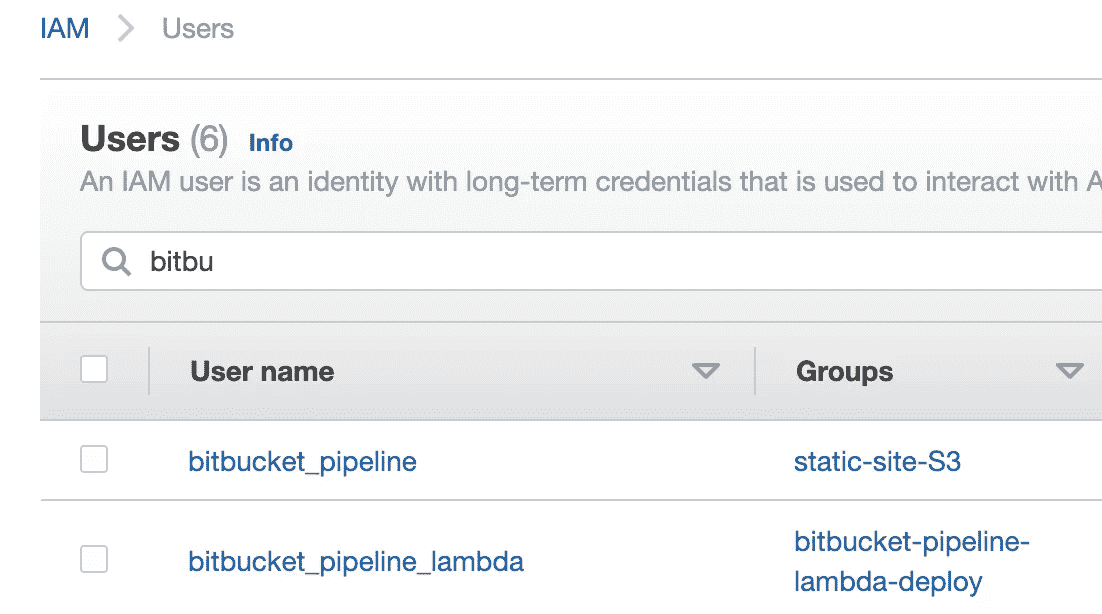 IAM > Users
Users (6) Info
An IAM user is an identity with long-term credentials that is used to interact with A
bitbu
User name Groups
bitbucket_pipeline static-site-S3
bitbucket_pipeline_lambda bitbucket-pipeline-
lambda-deploy